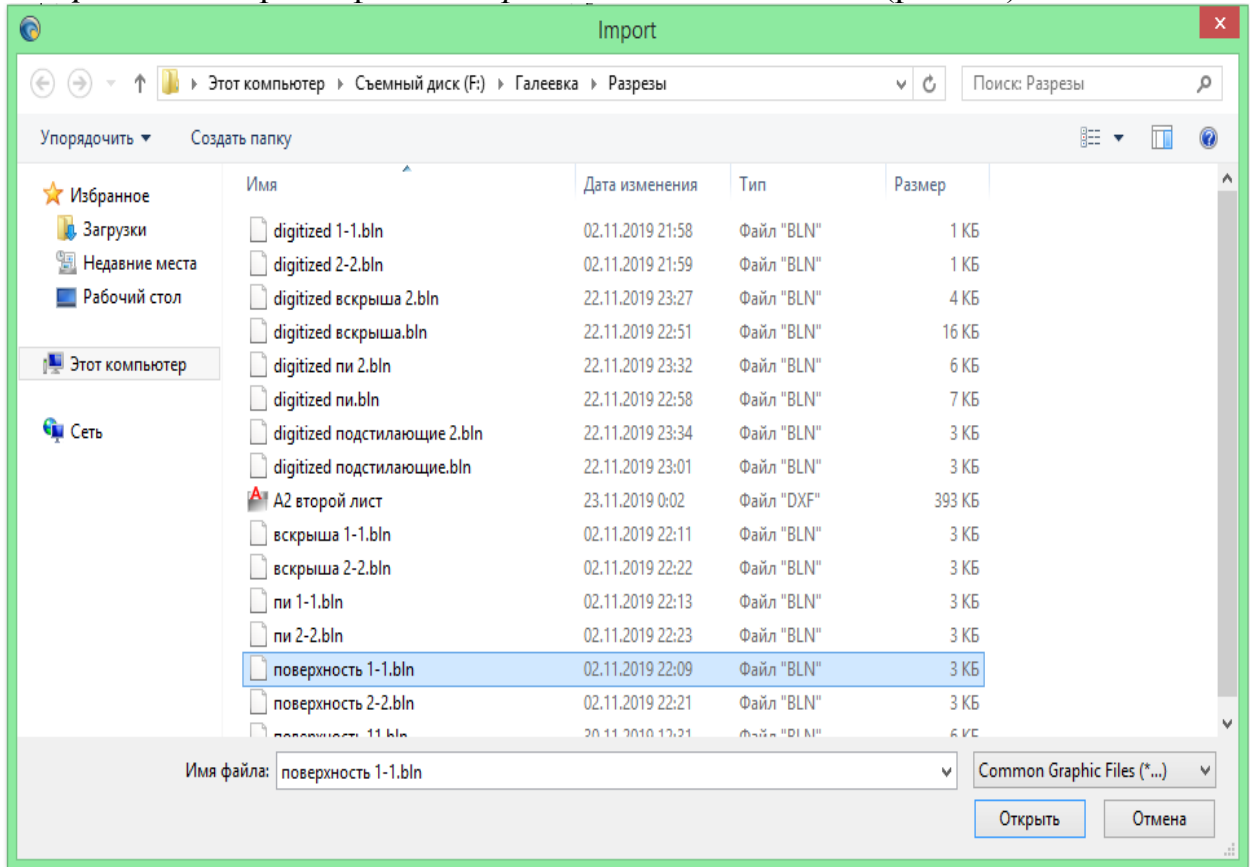 Import
Этот компьютер Съемный диск (F:) Галеевка Разрезы Поиск: Разрезы
Упорядочить Создать папку
Имя Дата изменения Тип Размер
Избранное
Загрузки
Недавние места
Рабочий стол
Этот компьютер
Сеть
digitized 1-1.bln 02.11.2019 21:58 Файл "BLN" 1 КБ
digitized 2-2.bln 02.11.2019 21:59 Файл "BLN" 1 КБ
digitized вскрыша 2.bln 22.11.2019 23:27 Файл "BLN" 4 КБ
digitized вскрыша.bln 22.11.2019 22:51 Файл "BLN" 16 КБ
digitized пи 2.bln 22.11.2019 23:32 Файл "BLN" 6 КБ
digitized пи.bln 22.11.2019 22:58 Файл "BLN" 7 КБ
digitized подстилающие 2.bln 22.11.2019 23:34 Файл "BLN" 3 КБ
digitized подстилающие.bln 22.11.2019 23:01 Файл "BLN" 3 КБ
А2 второй лист 23.11.2019 0:02 Файл "DXF" 393 КБ
вскрыша 1-1.bln 02.11.2019 22:11 Файл "BLN" 3 КБ
вскрыша 2-2.bln 02.11.2019 22:22 Файл "BLN" 3 КБ
пи 1-1.bln 02.11.2019 22:13 Файл "BLN" 3 КБ
пи 2-2.bln 02.11.2019 22:23 Файл "BLN" 3 КБ
поверхность 1-1.bln 02.11.2019 22:09 Файл "BLN" 3 КБ
поверхность 2-2.bln 02.11.2019 22:21 Файл "BLN" 3 КБ
Имя файла: поверхность 1-1.bln Common Graphic Files (*...)
Открыть Отмена